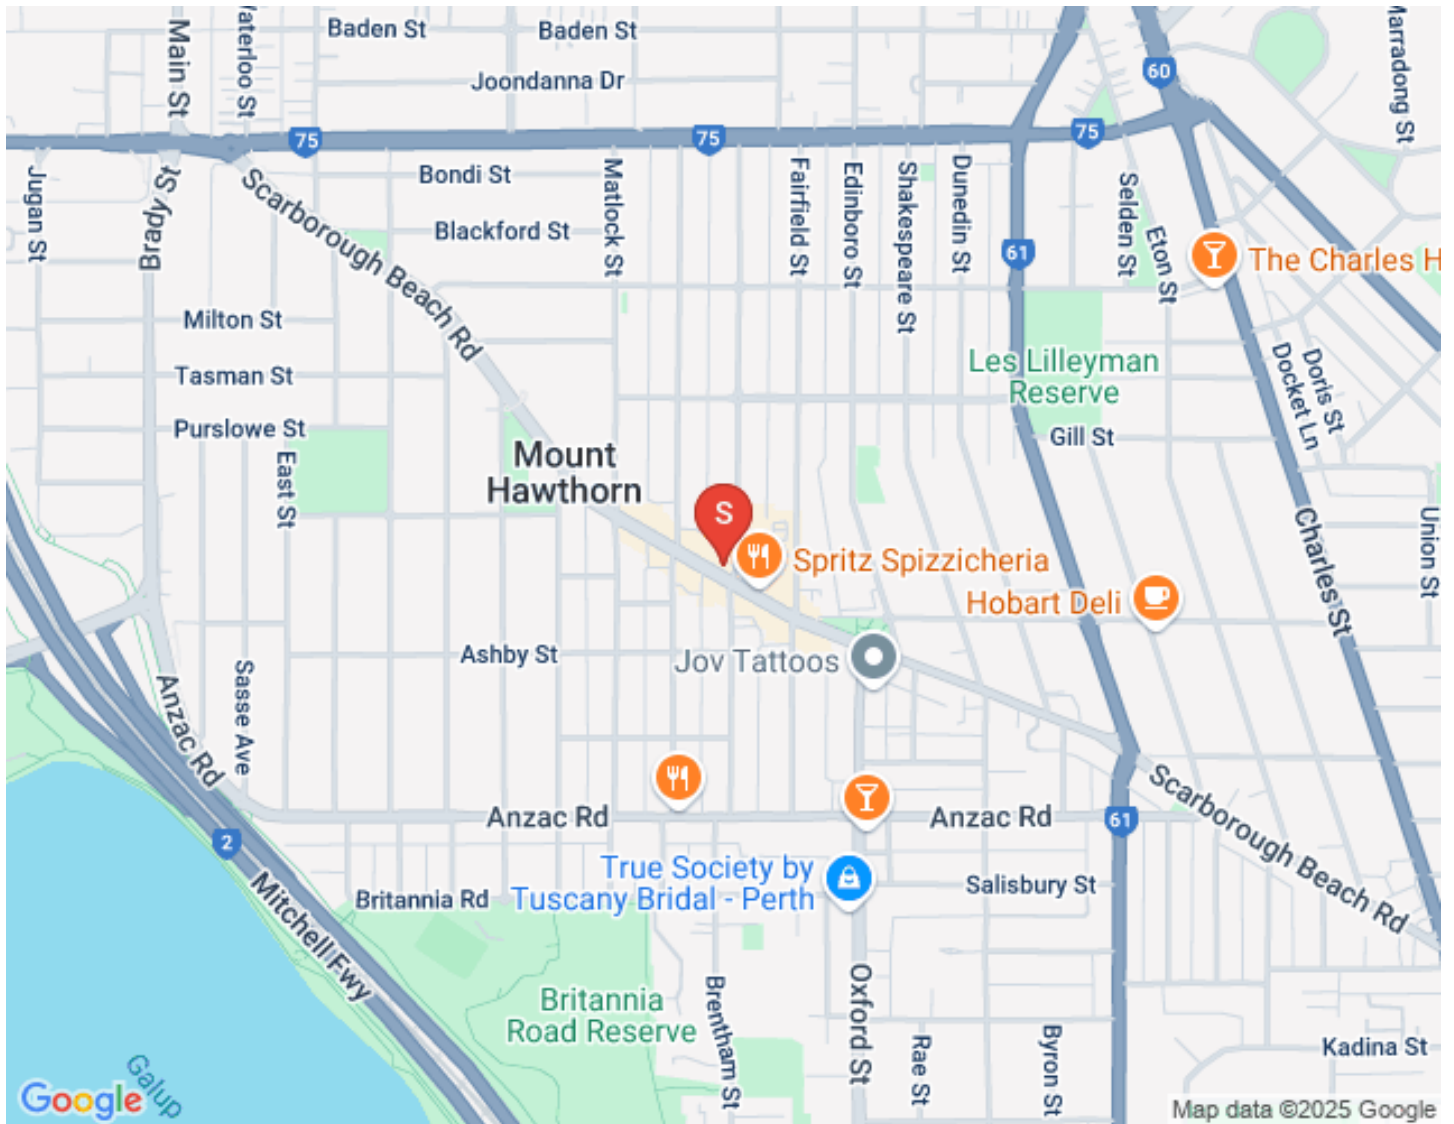 Baden St
Baden St
Main St
Waterloo St
Joondanna Dr
60
Marradong St
75
75
75
Jugan St
Brady St
Scarborough Beach Rd
Bondi St
Blackford St
Matlock St
Fairfield St
Edinboro St
Shakespeare St
Dunedin St
61
Selden St
Eton St
The Charles H
Milton St
Tasman St
Purslowe St
East St
Les Lilleyman
Reserve
Doris St
Docket Ln
Gill St
Mount
Hawthorn
S
Charles St
Union St
Spritz Spizzicheria
Hobart Deli
Ashby St
Jov Tattoos
Sasse Ave
Anzac Rd
Anzac Rd
Anzac Rd
61
Scarborough Beach Rd
2
Mitchell Fwy
Britannia Rd
True Society by
Tuscany Bridal - Perth
Salisbury St
Britannia
Road Reserve
Brentham St
Oxford St
Rae St
Byron St
Kadina St
Galup
Google
Map data ©2025 Google